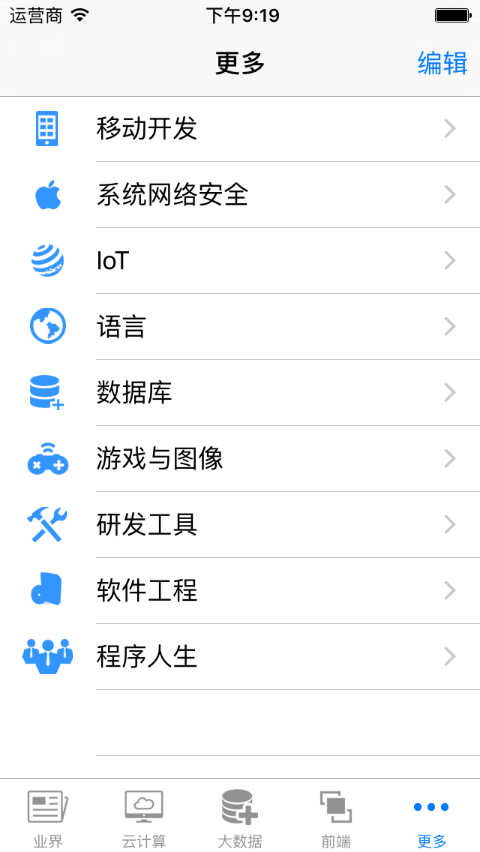 运营商 下午9:19
更多 编辑
移动开发
系统网络安全
IoT
语言
数据库
游戏与图像
研发工具
软件工程
程序人生
业界 云计算 大数据 前端 更多